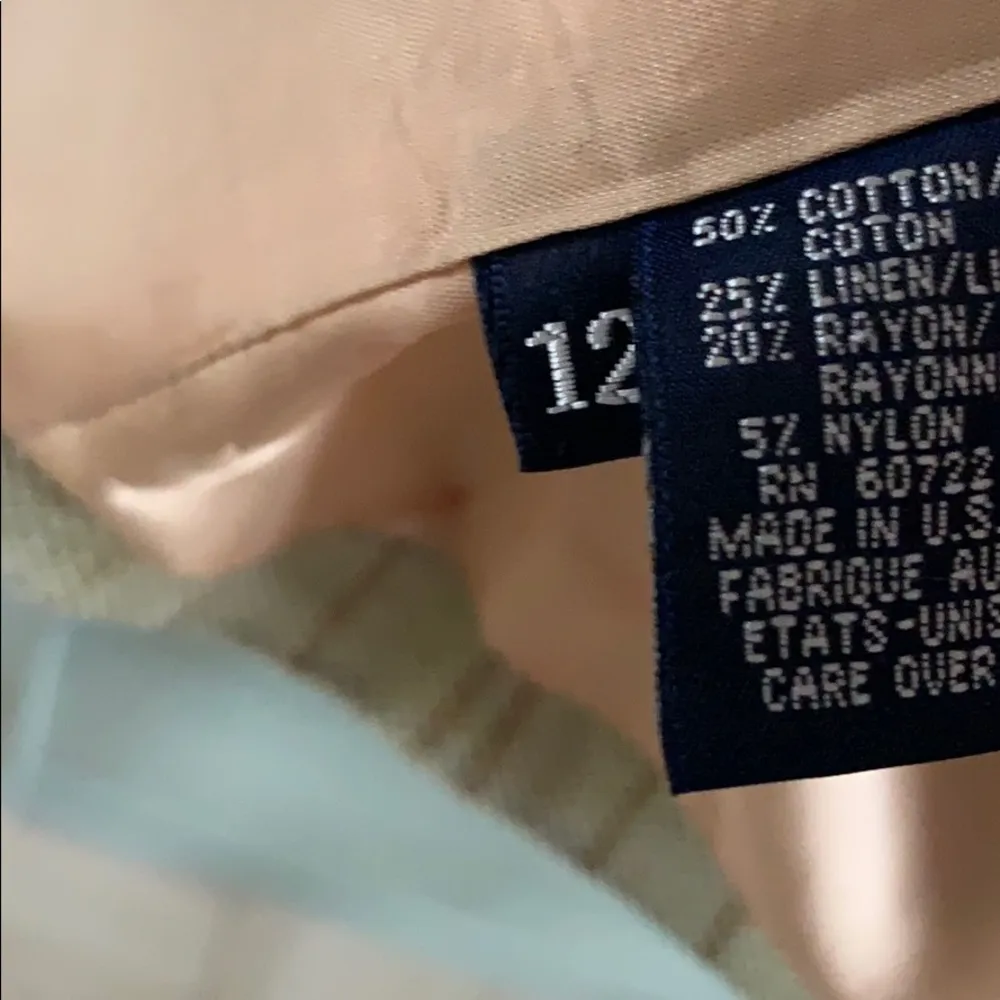 12
50% COTTON/
COTON
25% LINEN/LI
20% RAYON/
RAYONN
5% NYLON
RN 60722
MADE IN U.S.
FABRIQUE AU
ETATS-UNIS
CARE OVER